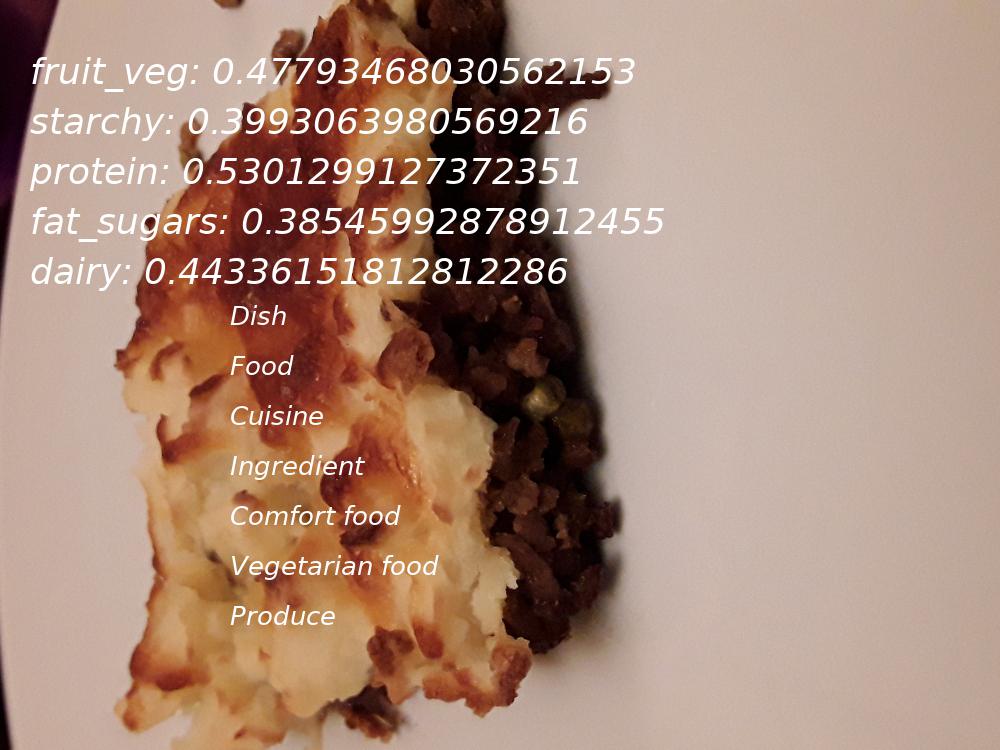 fruit_veg: 0.47793468030562153
starchy: 0.3993063980569216
protein: 0.5301299127372351
fat_sugars: 0.38545992878912455
dairy: 0.44336151812812286
Dish
Food
Cuisine
Ingredient
Comfort food
Vegetarian food
Produce